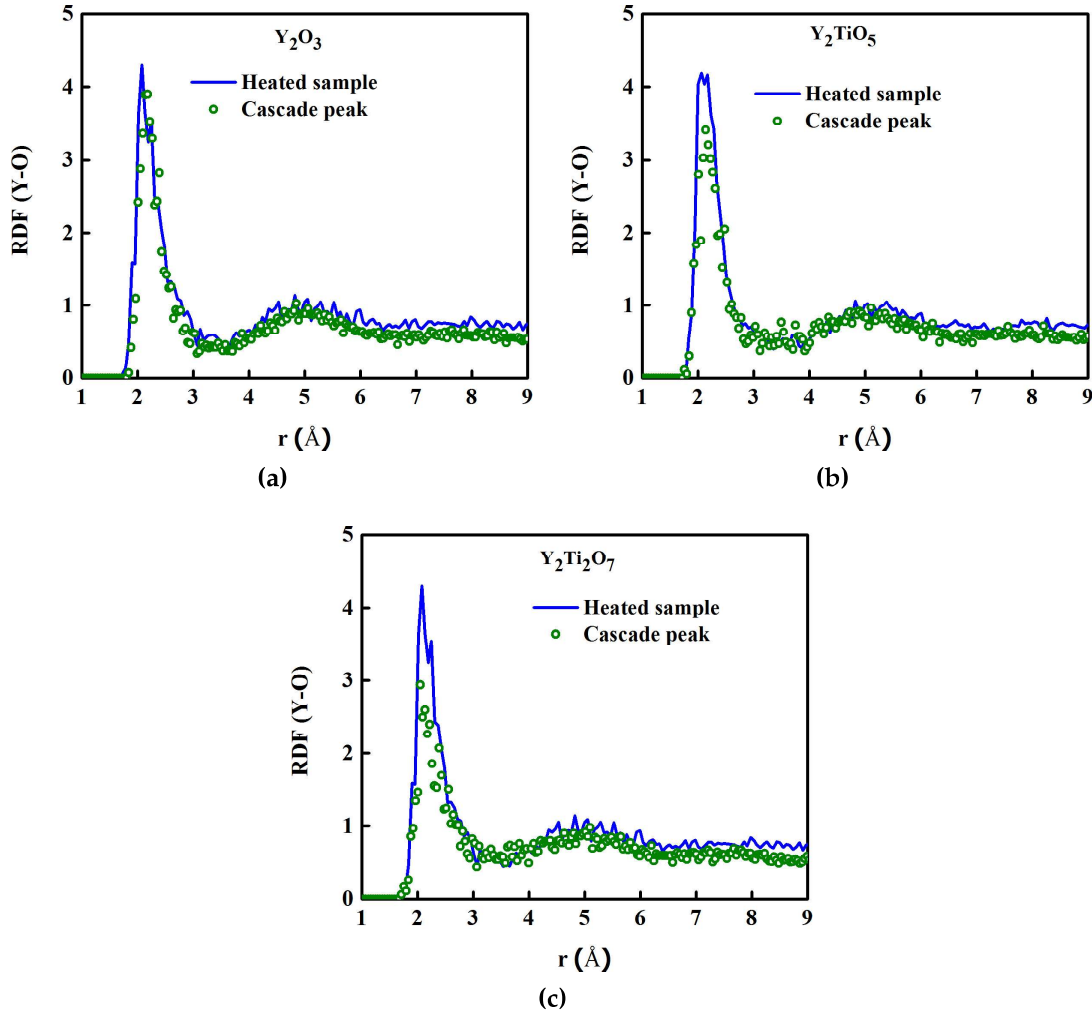 Y2O3
Heated sample
Cascade peak
RDF (Y-O)
5
4
3
2
1
0
1 2 3 4 5 6 7 8 9
r (Å)
(a)
Y2TiO5
Heated sample
Cascade peak
RDF (Y-O)
5
4
3
2
1
0
1 2 3 4 5 6 7 8 9
r (Å)
(b)
Y2Ti2O7
Heated sample
Cascade peak
RDF (Y-O)
5
4
3
2
1
0
1 2 3 4 5 6 7 8 9
r (Å)
(c)